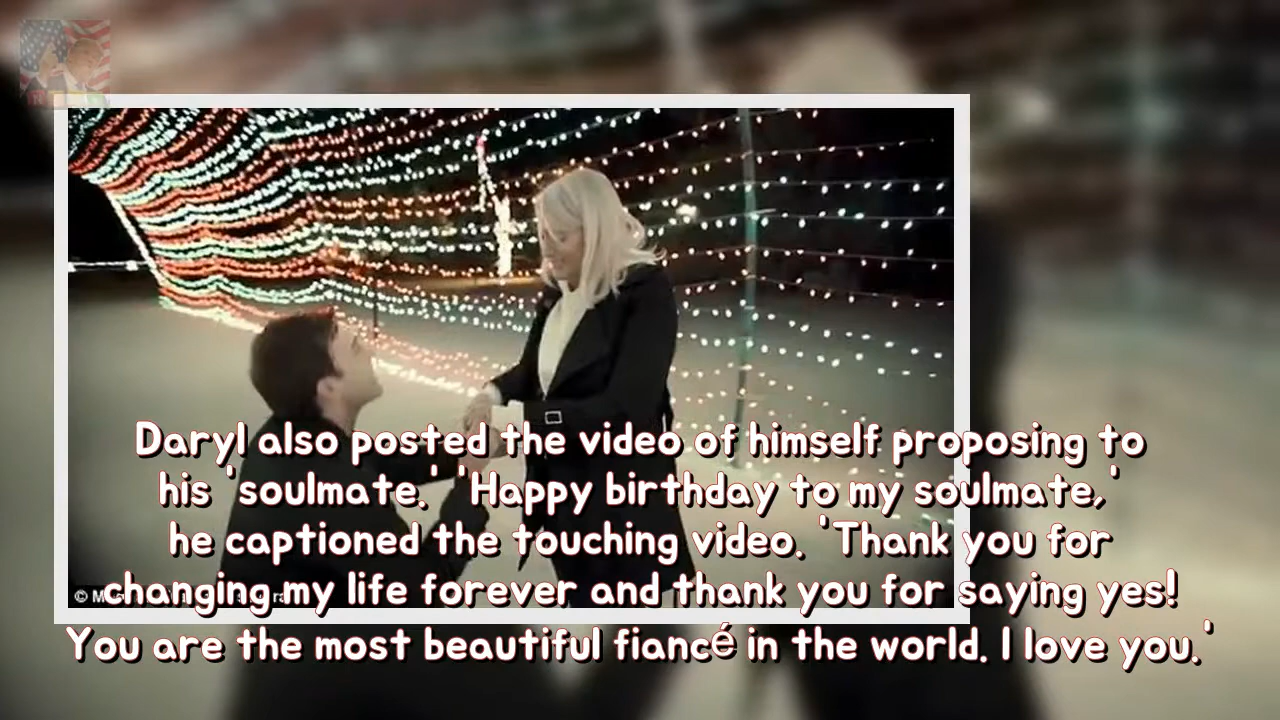 Daryl also posted the video of himself proposing to
his 'soulmate.' 'Happy birthday to my soulmate,'
he captioned the touching video. 'Thank you for
changing my life forever and thank you for saying yes!
You are the most beautiful fiancé in the world. I love you.'
©